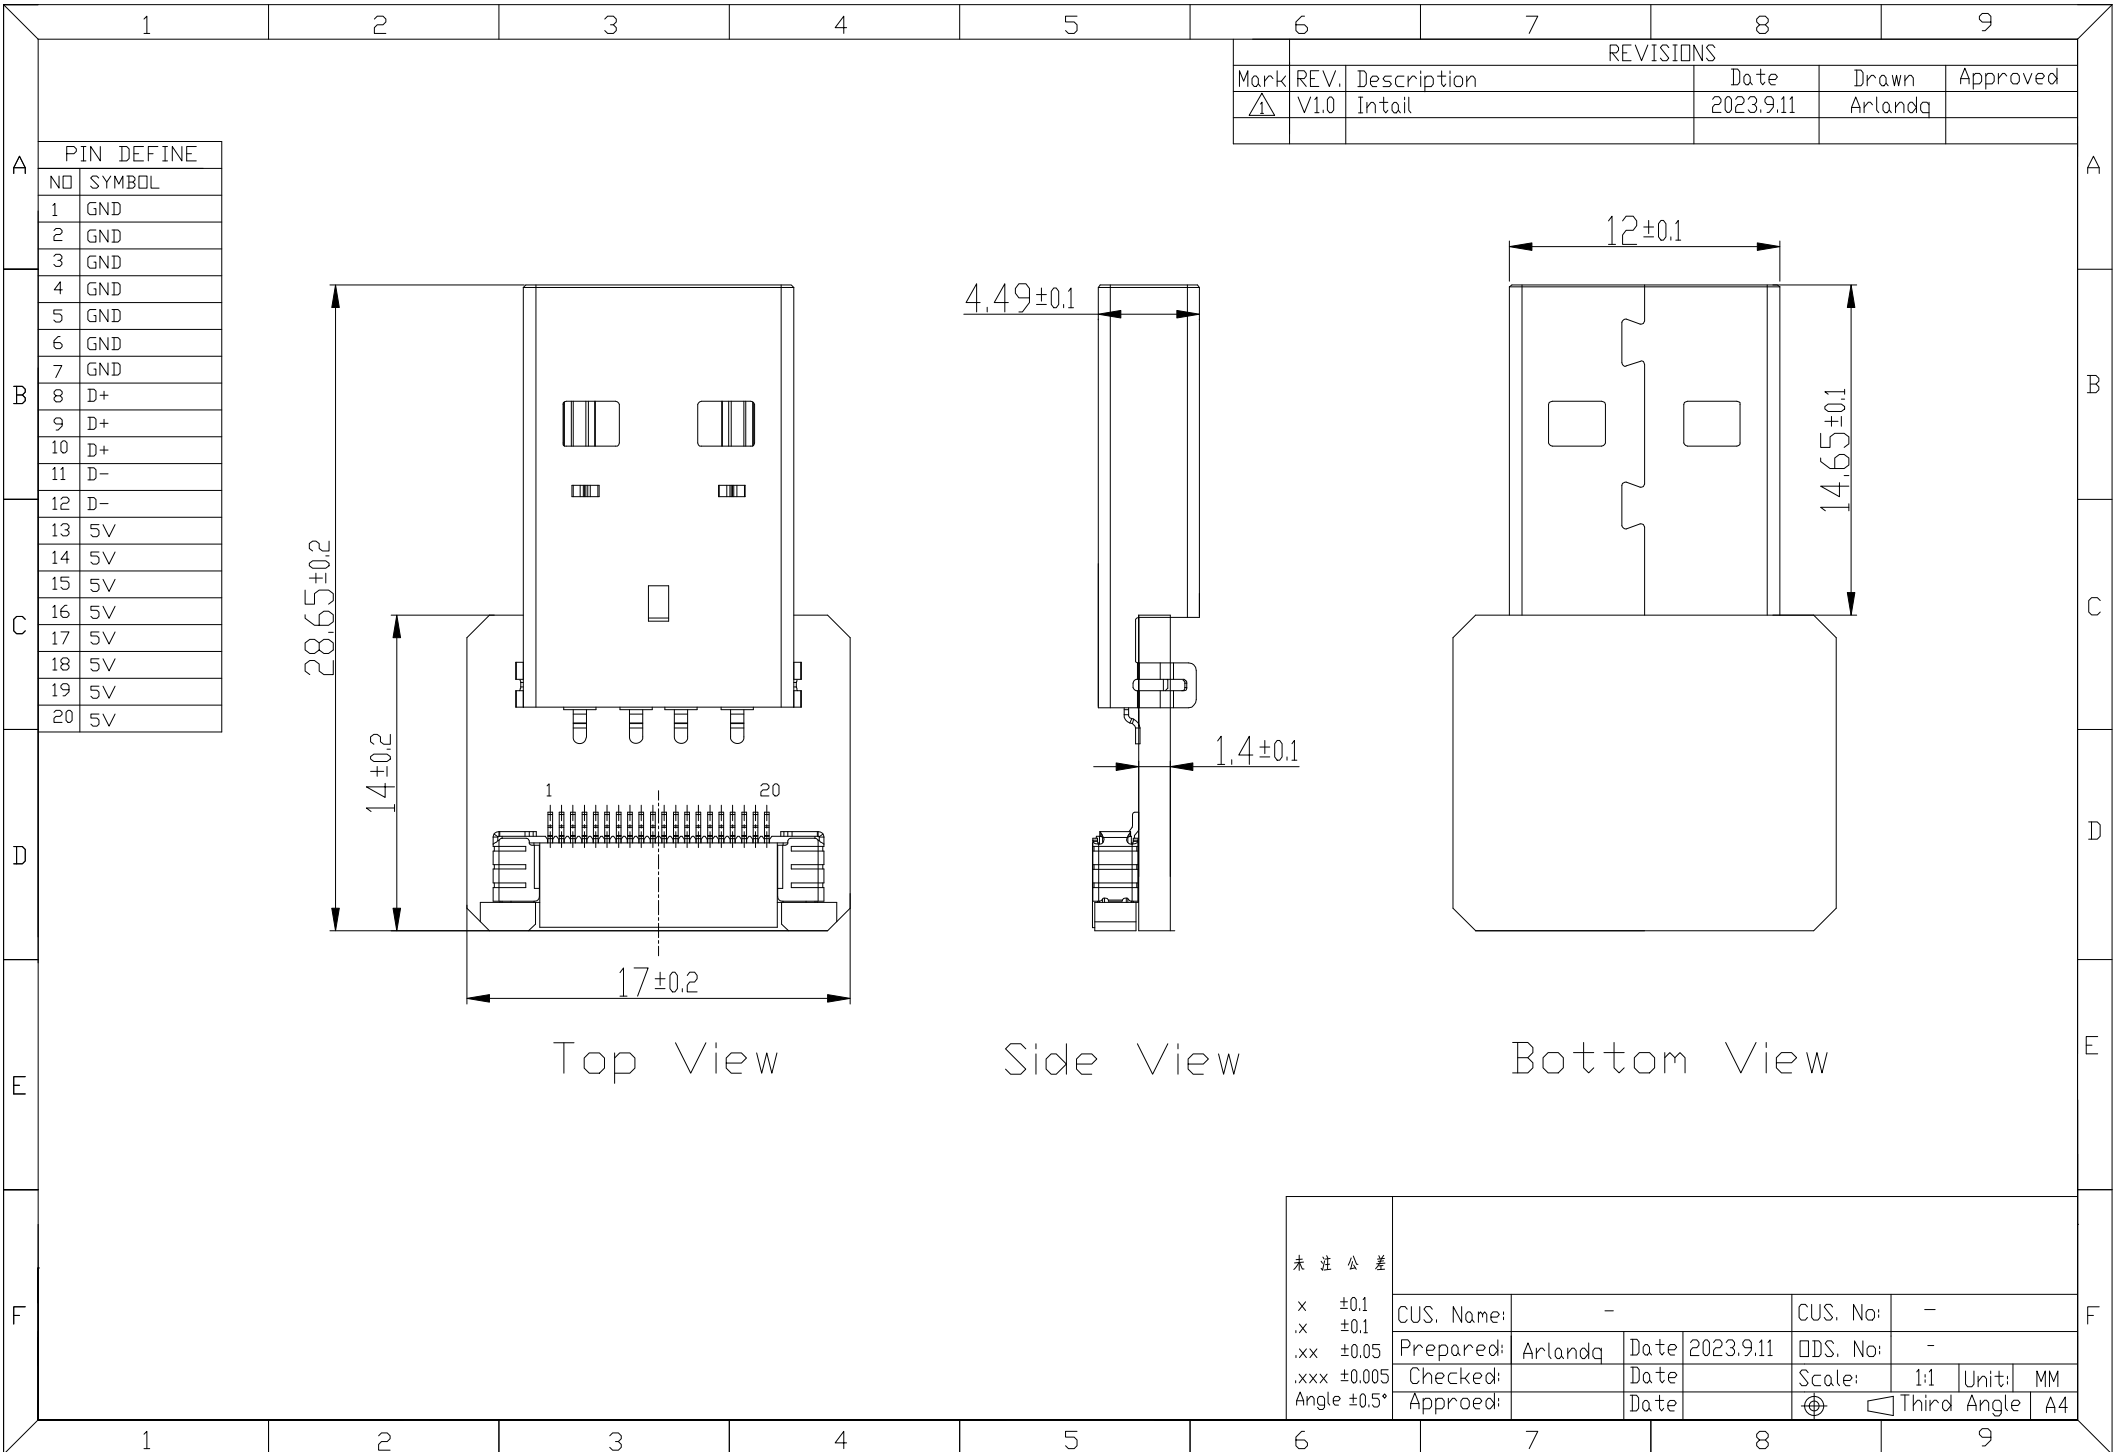 1 2 3 4 5 6 7 8 9
REVISIONS
Mark REV. Description Date Drawn Approved
1 V1.0 Intail 2023.9.11 Arlandq
A A
PIN DEFINE
NO SYMBOL
1 GND
2 GND
3 GND
4 GND
5 GND
6 GND
7 GND
8 D+
9 D+
10 D+
11 D-
12 D-
13 5V
14 5V
15 5V
16 5V
17 5V
18 5V
19 5V
20 5V
B B
C C
D D
E E
F F
28.65±0.2
14±0.2
1 20
17±0.2
Top View
4.49±0.1
1.4±0.1
Side View
12±0.1
14.65±0.1
Bottom View
未注公差
x ±0.1
.x ±0.1
.xx ±0.05
.xxx ±0.005
Angle ±0.5°
CUS. Name: - CUS. No: -
Prepared: Arlandq Date 2023.9.11 ODS. No: -
Checked: Date Scale: 1:1 Unit: MM
Approed: Date Third Angle A4
1 2 3 4 5 6 7 8 9